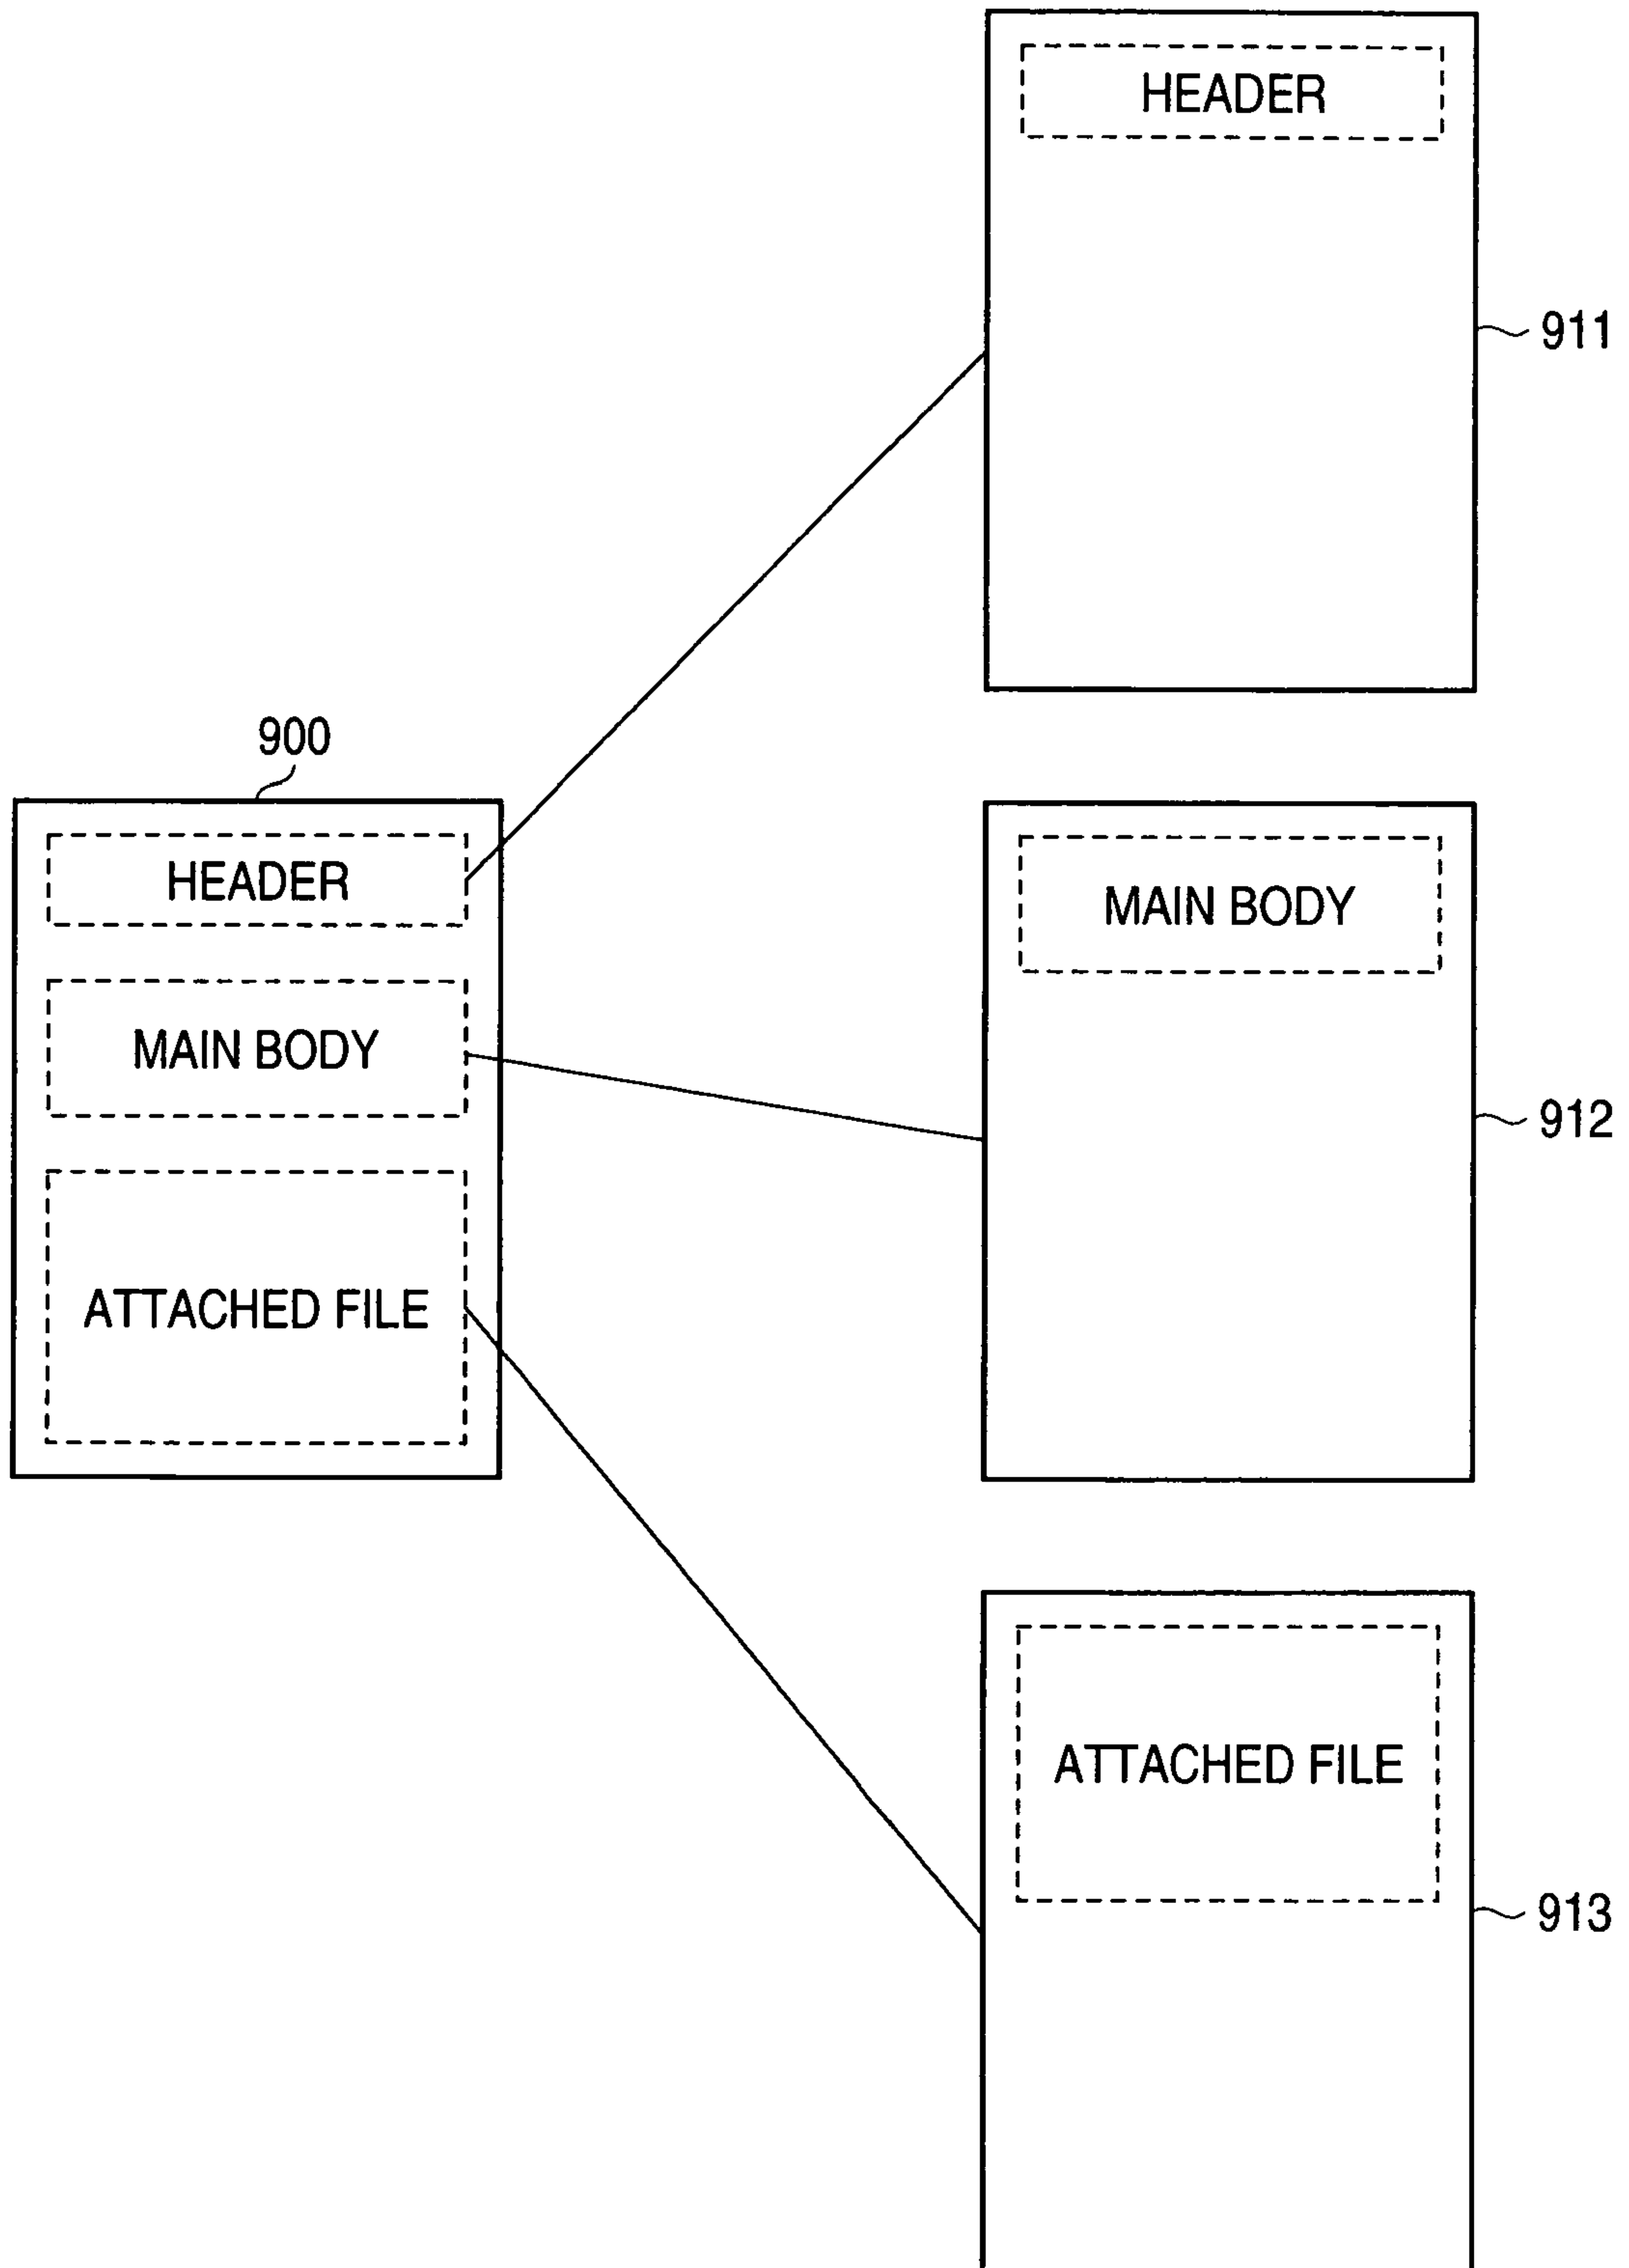 HEADER
911
900
HEADER
MAIN BODY
ATTACHED FILE
MAIN BODY
912
ATTACHED FILE
913